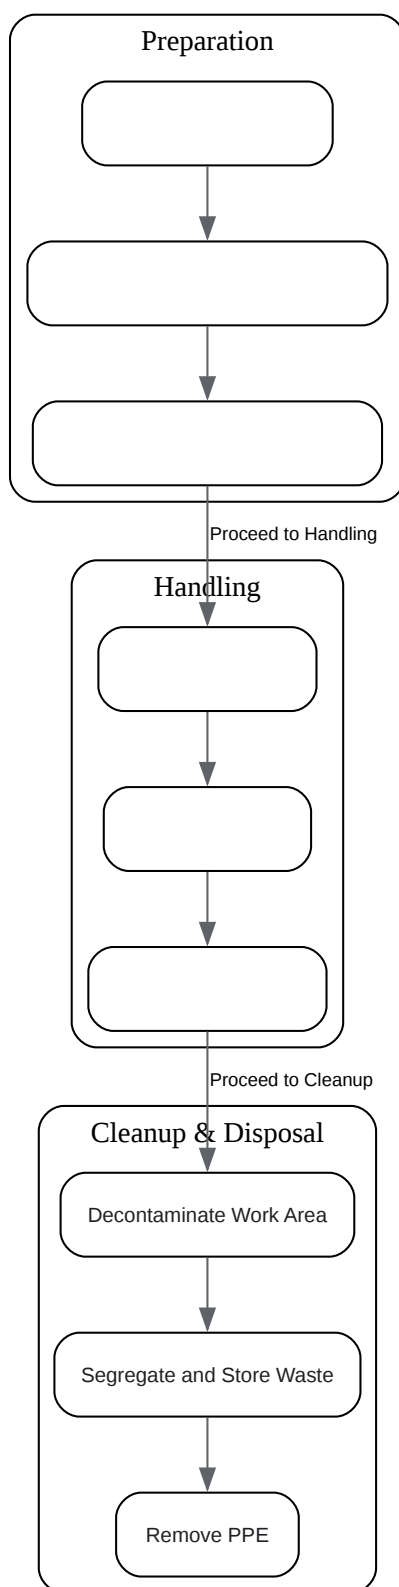 Preparation
Proceed to Handling
Handling
Proceed to Cleanup
Cleanup & Disposal
Decontaminate Work Area
Segregate and Store Waste
Remove PPE